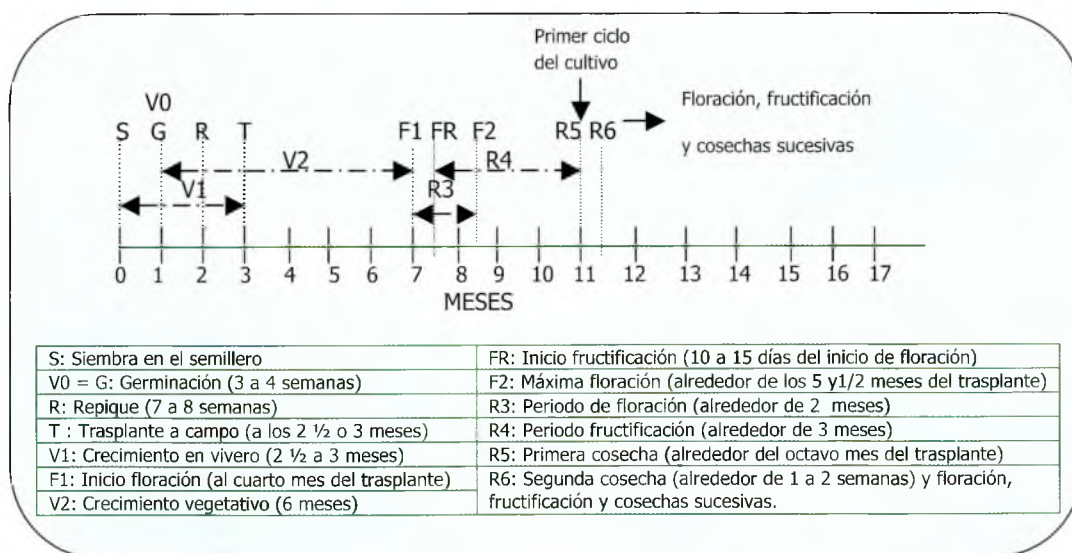 Primer ciclo
del cultivo
Floración, fructificación
y cosechas sucesivas
V0
S G R T F1 FR F2 R5 R6
V2 R4
V1 R3
0 1 2 3 4 5 6 7 8 9 10 11 12 13 14 15 16 17
MESES
S: Siembra en el semillero
V0 = G: Germinación (3 a 4 semanas)
R: Repique (7 a 8 semanas)
T : Trasplante a campo (a los 2 ½ o 3 meses)
V1: Crecimiento en vivero (2 ½ a 3 meses)
F1: Inicio floración (al cuarto mes del trasplante)
V2: Crecimiento vegetativo (6 meses)
FR: Inicio fructificación (10 a 15 días del inicio de floración)
F2: Máxima floración (alrededor de los 5 y1/2 meses del trasplante)
R3: Periodo de floración (alrededor de 2 meses)
R4: Periodo fructificación (alrededor de 3 meses)
R5: Primera cosecha (alrededor del octavo mes del trasplante)
R6: Segunda cosecha (alrededor de 1 a 2 semanas) y floración,
fructificación y cosechas sucesivas.